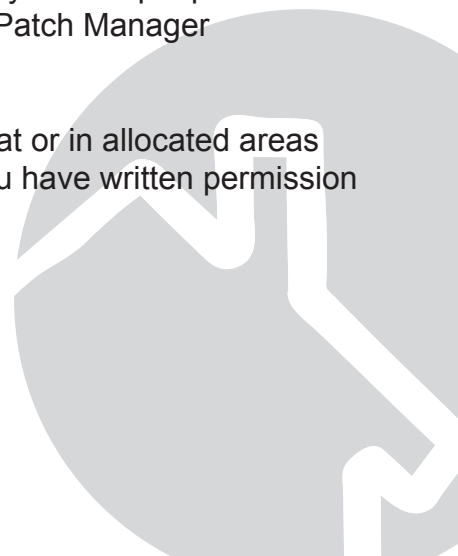 Patch Manager
at or in allocated areas
u have written permission